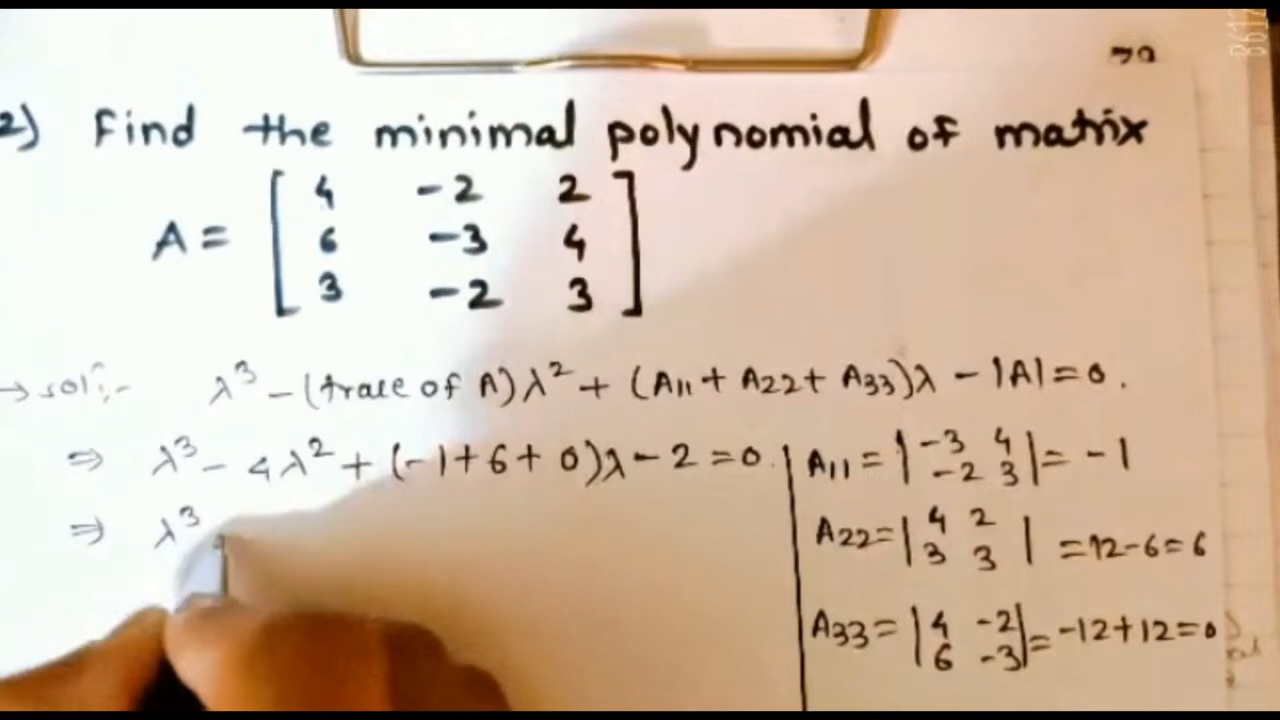 2) Find the minimal polynomial of matrix
A = [ 4 -2 2
6 -3 4
3 -2 3 ]
→ sol:- λ³ - (trace of A)λ² + (A11 + A22 + A33)λ - |A| = 0.
⇒ λ³ - 4λ² + (-1+6+0)λ - 2 = 0.
⇒ λ³
A11 = | -3 4
-2 3 | = -1
A22 = | 4 2
3 3 | = 12-6 = 6
A33 = | 4 -2
6 -3 | = -12+12 = 0